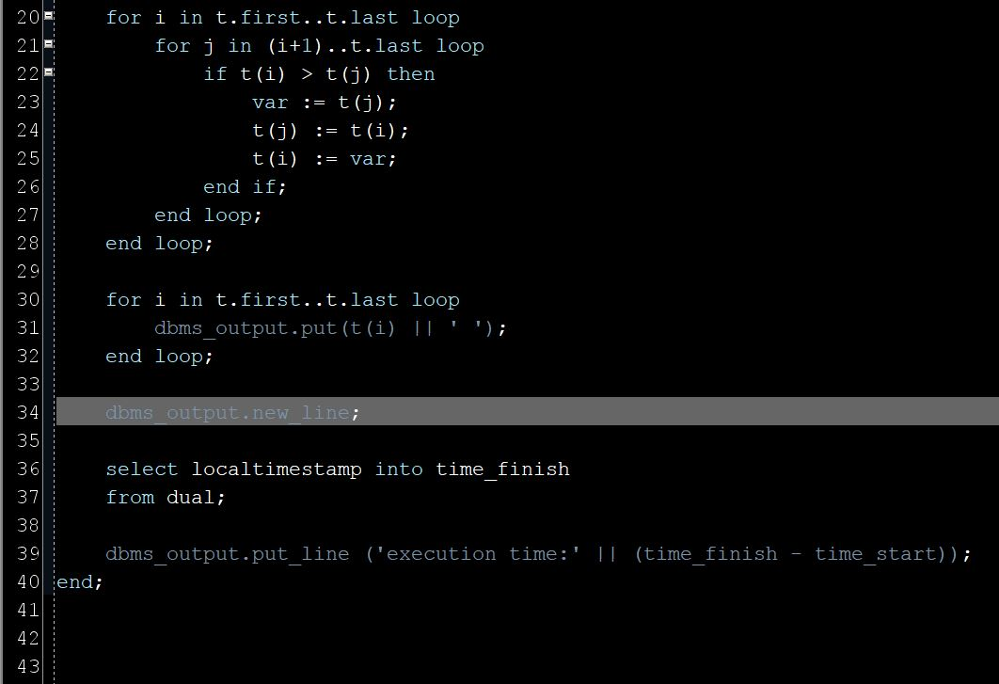 20 for i in t.first..t.last loop
21 for j in (i+1)..t.last loop
22 if t(i) > t(j) then
23 var := t(j);
24 t(j) := t(i);
25 t(i) := var;
26 end if;
27 end loop;
28 end loop;
29
30 for i in t.first..t.last loop
31 dbms_output.put(t(i) || ' ');
32 end loop;
33
34 dbms_output.new_line;
35
36 select localtimestamp into time_finish
37 from dual;
38
39 dbms_output.put_line ('execution time:' || (time_finish - time_start));
40 end;
41
42
43